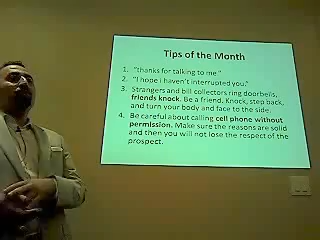 Tips of the Month
1. "thanks for talking to me"
2. "I hope i haven't interruoted you."
3. Strangers and bill collectors ring doorbells,
friends knock. Be a friend. Knock, step back,
and turn your body and face to the side.
4. Be careful about calling cell phone without
permission. Make sure the reasons are solid
and then you will not lose the respect of the
prospect.